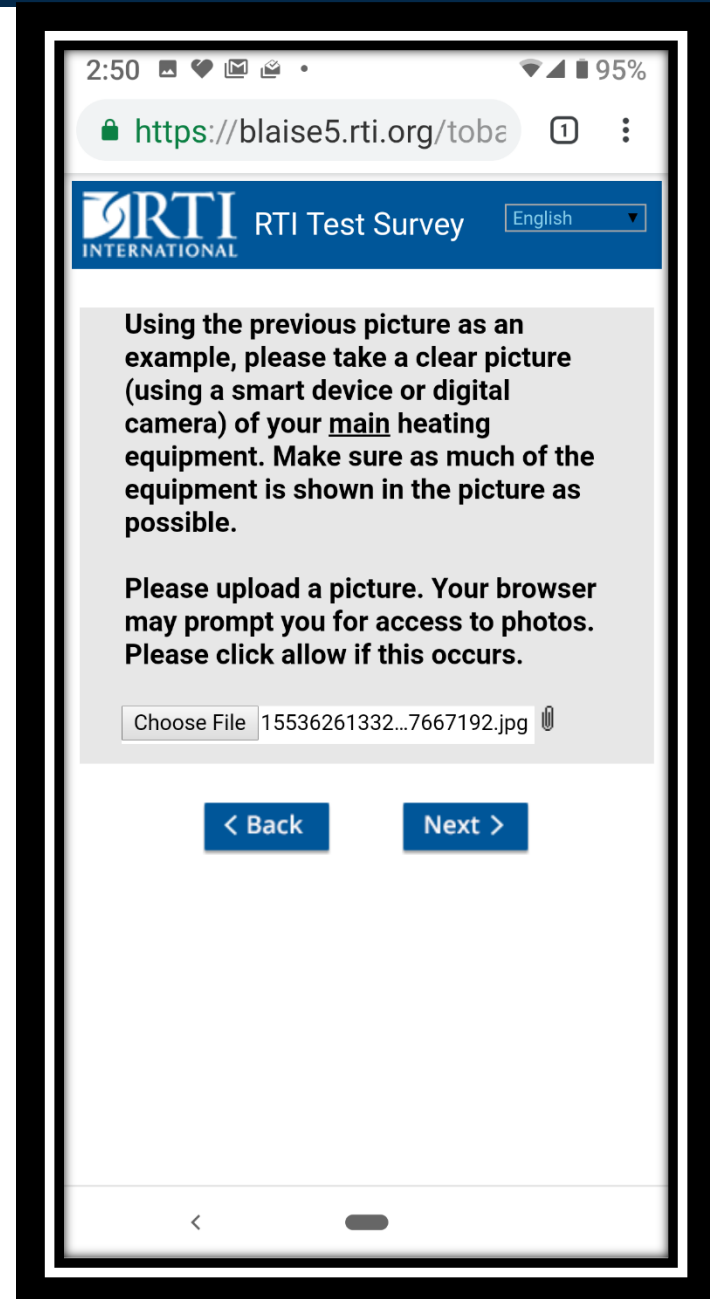 2:50
95%
https://blaise5.rti.org/toba
1
RTI
INTERNATIONAL
RTI Test Survey
English
Using the previous picture as an
example, please take a clear picture
(using a smart device or digital
camera) of your main heating
equipment. Make sure as much of the
equipment is shown in the picture as
possible.
Please upload a picture. Your browser
may prompt you for access to photos.
Please click allow if this occurs.
Choose File 15536261332...7667192.jpg
< Back
Next >